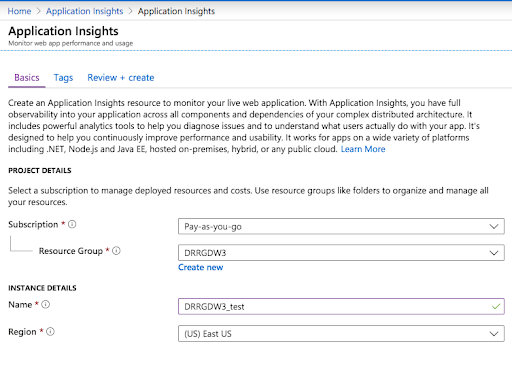 Home > Application Insights > Application Insights
Application Insights
Monitor web app performance and usage
Basics Tags Review + create
Create an Application Insights resource to monitor your live web application. With Application Insights, you have full
observability into your application across all components and dependencies of your complex distributed architecture. It
includes powerful analytics tools to help you diagnose issues and to understand what users actually do with your app. It's
designed to help you continuously improve performance and usability. It works for apps on a wide variety of platforms
including .NET, Node.js and Java EE, hosted on-premises, hybrid, or any public cloud. Learn More
PROJECT DETAILS
Select a subscription to manage deployed resources and costs. Use resource groups like folders to organize and manage all
your resources.
Subscription * Pay-as-you-go
Resource Group * DRRGDW3
Create new
INSTANCE DETAILS
Name * DRRGDW3_test
Region * (US) East US